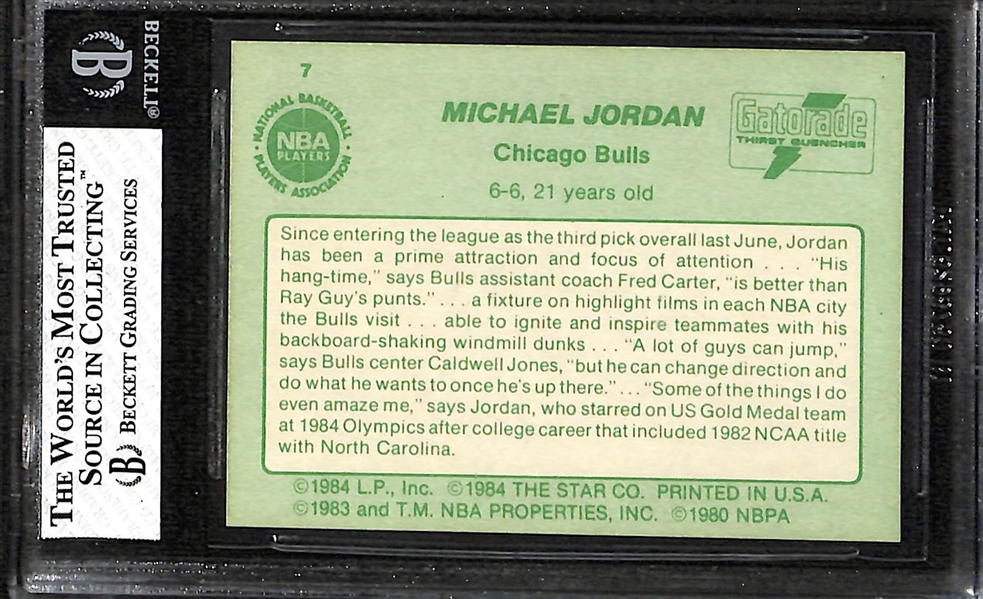 BECKETT®
THE WORLD'S MOST TRUSTED
SOURCE IN COLLECTING™
BECKETT GRADING SERVICES
7
NATIONAL BASKETBALL
NBA
PLAYERS
PLAYERS ASSOCIATION
MICHAEL JORDAN
Chicago Bulls
6-6, 21 years old
Gatorade
THIRST QUENCHER
Since entering the league as the third pick overall last June, Jordan
has been a prime attraction and focus of attention . . . "His
hang-time," says Bulls assistant coach Fred Carter, "is better than
Ray Guy's punts." . . . a fixture on highlight films in each NBA city
the Bulls visit . . . able to ignite and inspire teammates with his
backboard-shaking windmill dunks . . . "A lot of guys can jump,"
says Bulls center Caldwell Jones, "but he can change direction and
do what he wants to once he's up there." . . . "Some of the things I do
even amaze me," says Jordan, who starred on US Gold Medal team
at 1984 Olympics after college career that included 1982 NCAA title
with North Carolina.
©1984 L.P., Inc. ©1984 THE STAR CO. PRINTED IN U.S.A.
©1983 and T.M. NBA PROPERTIES, INC. ©1980 NBPA